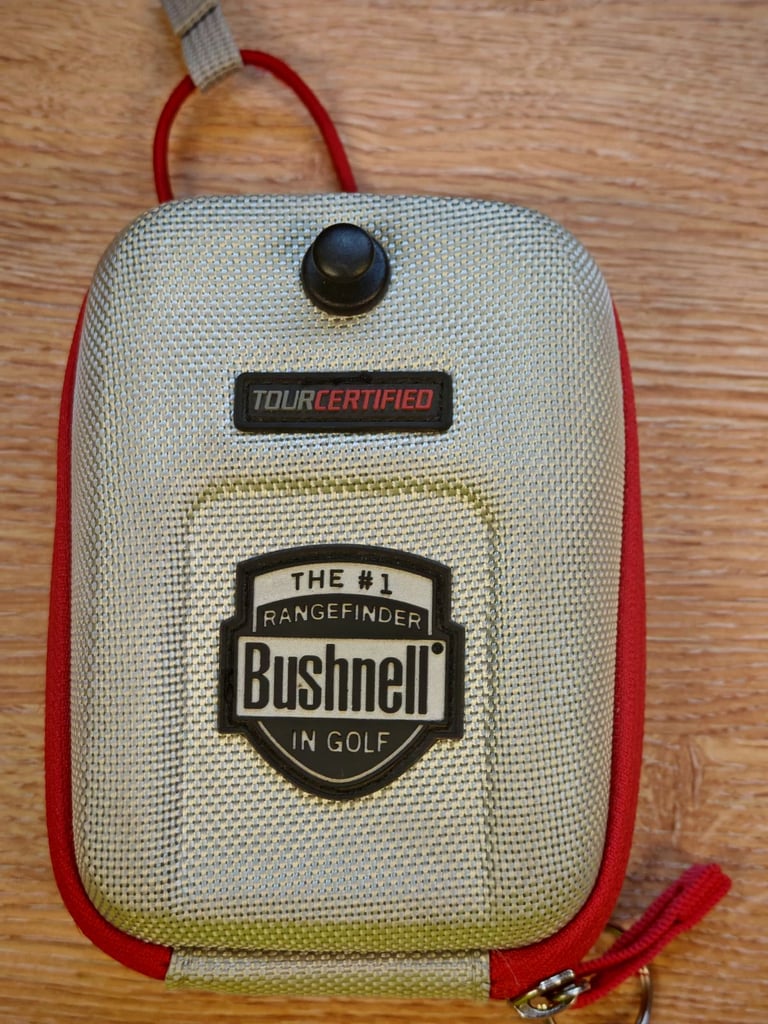 TOURCERTIFIED
THE #1
RANGEFINDER
Bushnell
IN GOLF